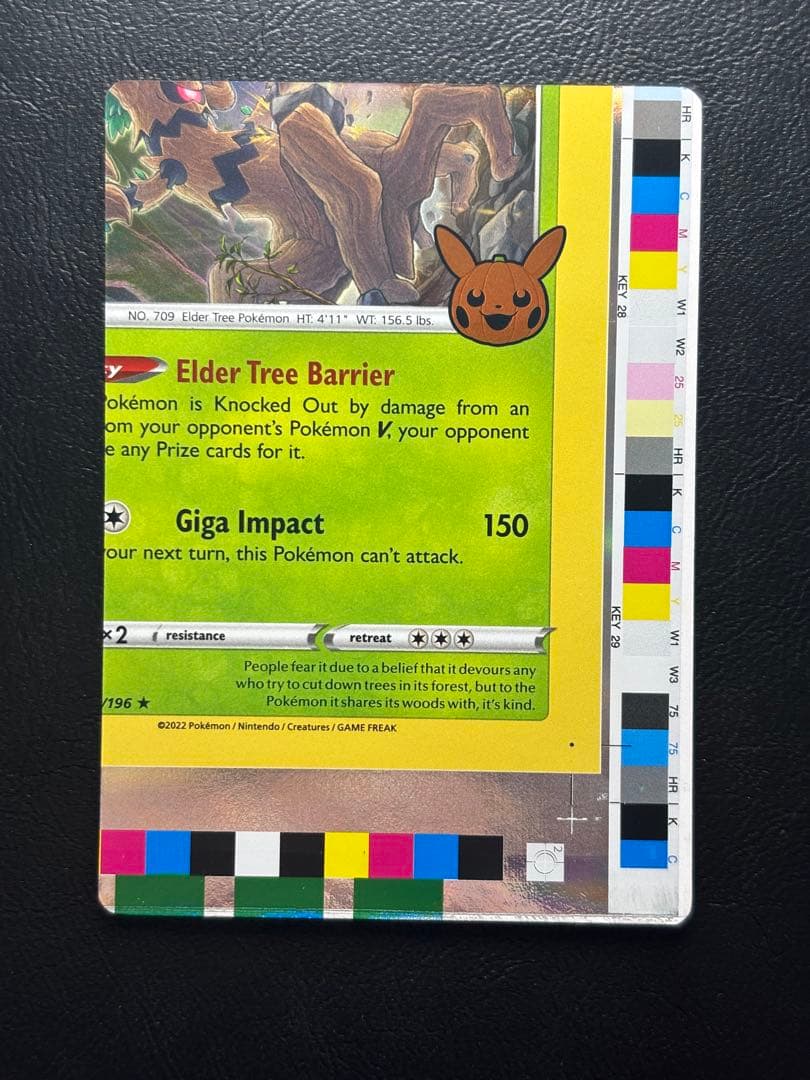 NO. 709 Elder Tree Pokémon HT: 4'11" WT: 156.5 lbs.
Elder Tree Barrier
Pokémon is Knocked Out by damage from an
om your opponent's Pokémon V, your opponent
e any Prize cards for it.
Giga Impact 150
our next turn, this Pokémon can't attack.
×2 resistance retreat
People fear it due to a belief that it devours any
who try to cut down trees in its forest, but to the
Pokémon it shares its woods with, it's kind.
/196 ★
©2022 Pokémon / Nintendo / Creatures / GAME FREAK
HR
K
C
M
Y
KEY 28
W1
W2
25
25
HR
K
C
M
Y
KEY 29
W1
W3
75
75
HR
K
C
2